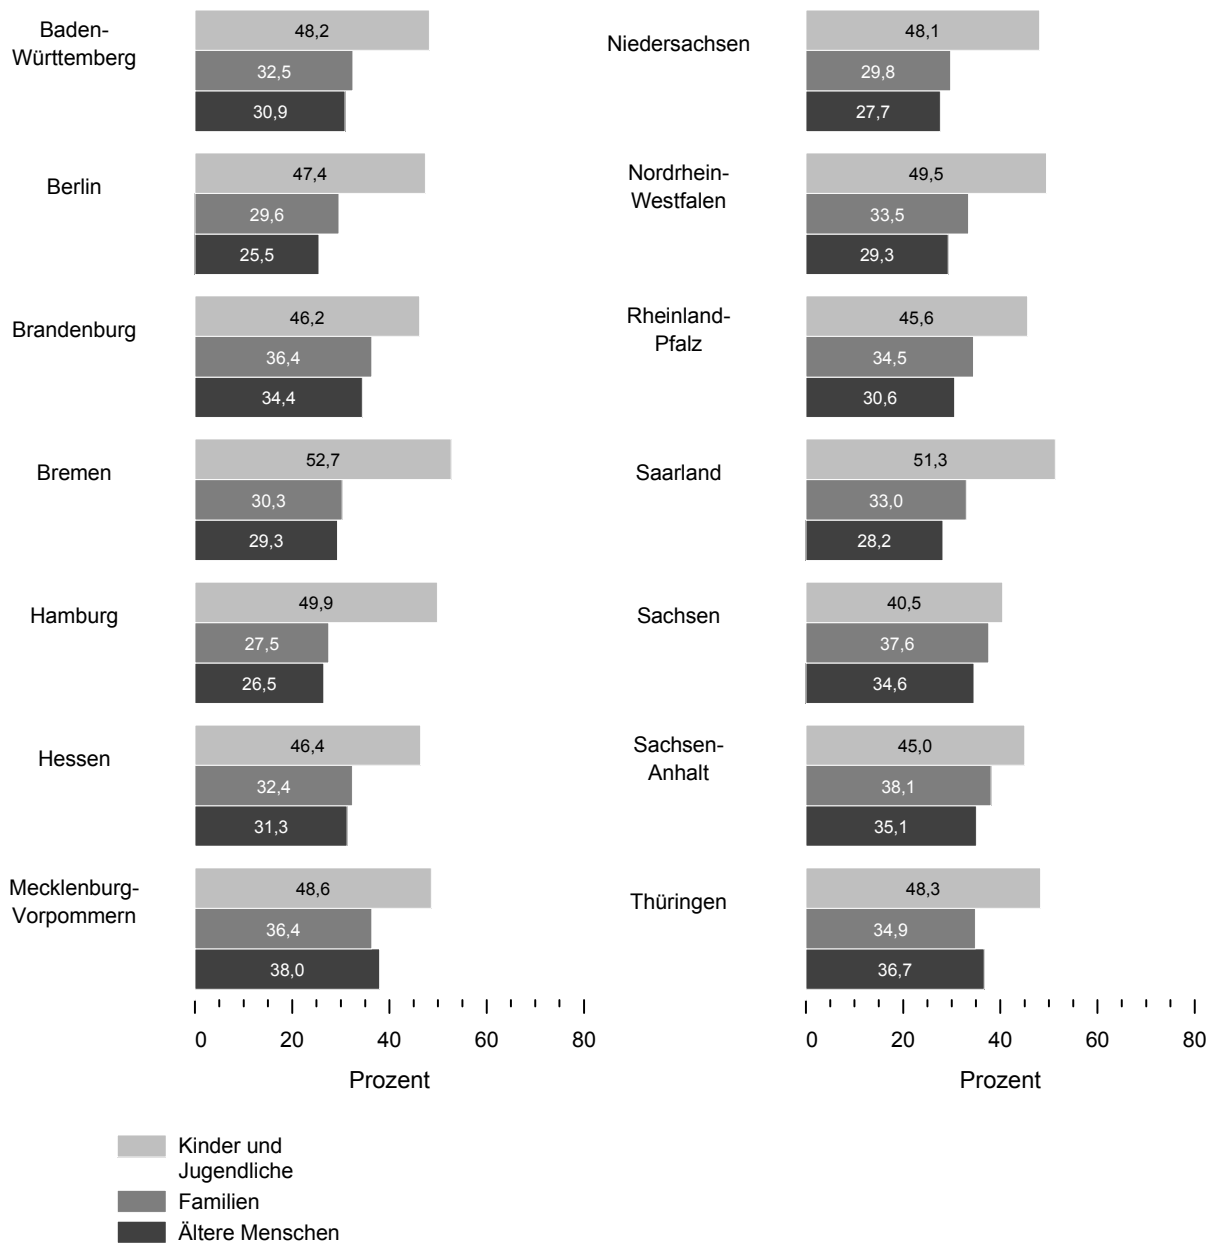 Baden-
Württemberg
48,2
32,5
30,9
Berlin
47,4
29,6
25,5
Brandenburg
46,2
36,4
34,4
Bremen
52,7
30,3
29,3
Hamburg
49,9
27,5
26,5
Hessen
46,4
32,4
31,3
Mecklenburg-
Vorpommern
48,6
36,4
38,0
0 20 40 60 80
Prozent
Niedersachsen
48,1
29,8
27,7
Nordrhein-
Westfalen
49,5
33,5
29,3
Rheinland-
Pfalz
45,6
34,5
30,6
Saarland
51,3
33,0
28,2
Sachsen
40,5
37,6
34,6
Sachsen-
Anhalt
45,0
38,1
35,1
Thüringen
48,3
34,9
36,7
0 20 40 60 80
Prozent
Kinder und
Jugendliche
Familien
Ältere Menschen